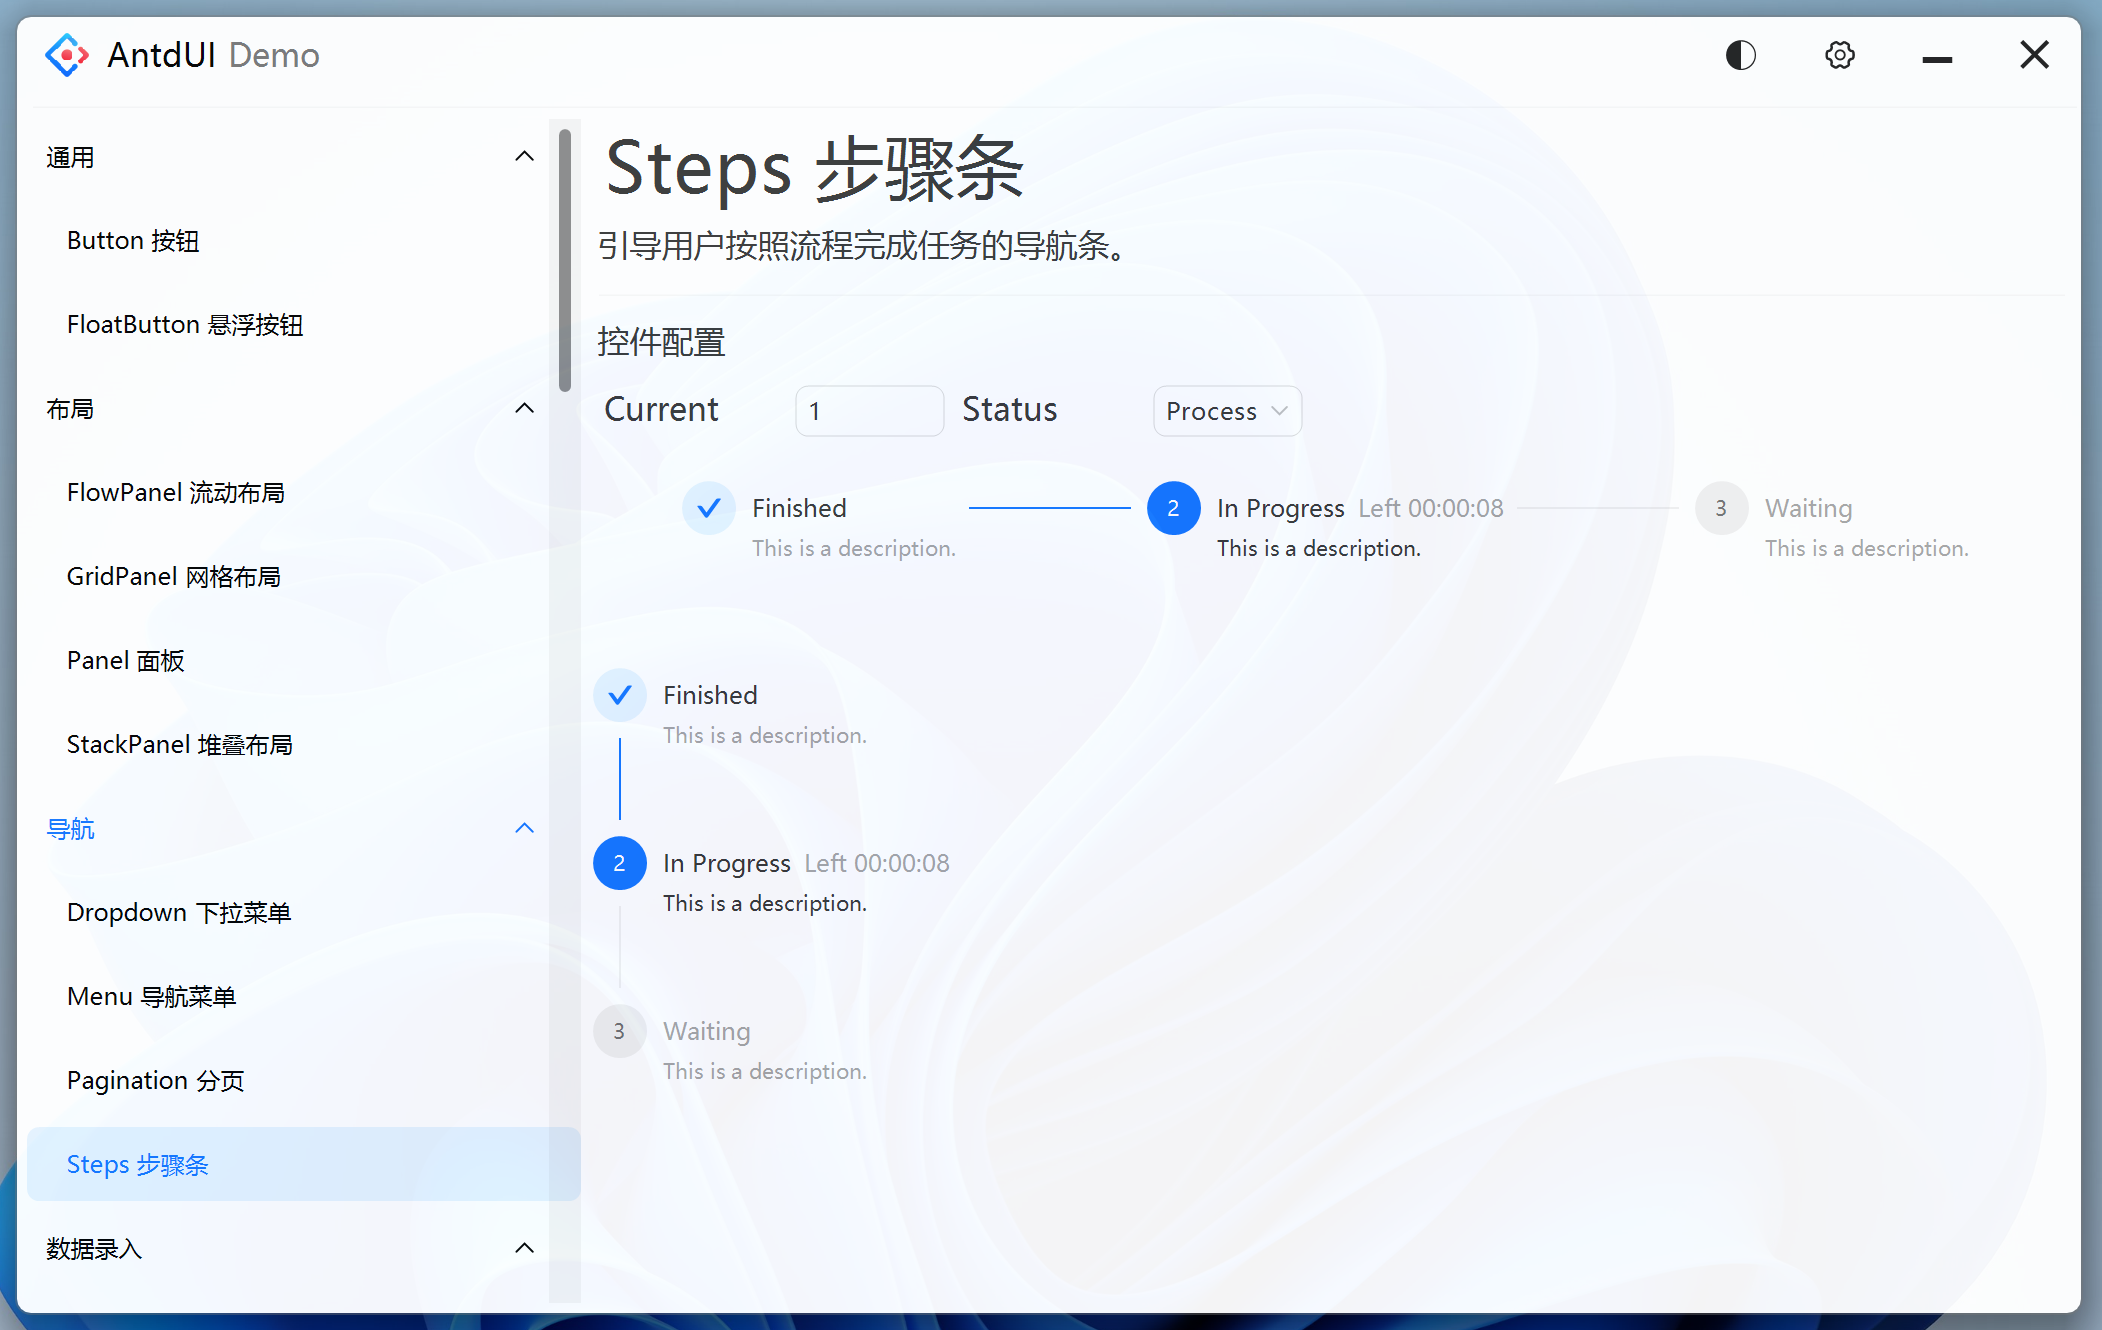 AntdUI Demo
通用
Button 按钮
FloatButton 悬浮按钮
布局
FlowPanel 流动布局
GridPanel 网格布局
Panel 面板
StackPanel 堆叠布局
导航
Dropdown 下拉菜单
Menu 导航菜单
Pagination 分页
Steps 步骤条
数据录入
Steps 步骤条
引导用户按照流程完成任务的导航条。
控件配置
Current 1 Status Process
Finished 2 In Progress Left 00:00:08 3 Waiting
This is a description. This is a description. This is a description.
Finished
This is a description.
2 In Progress Left 00:00:08
This is a description.
3 Waiting
This is a description.